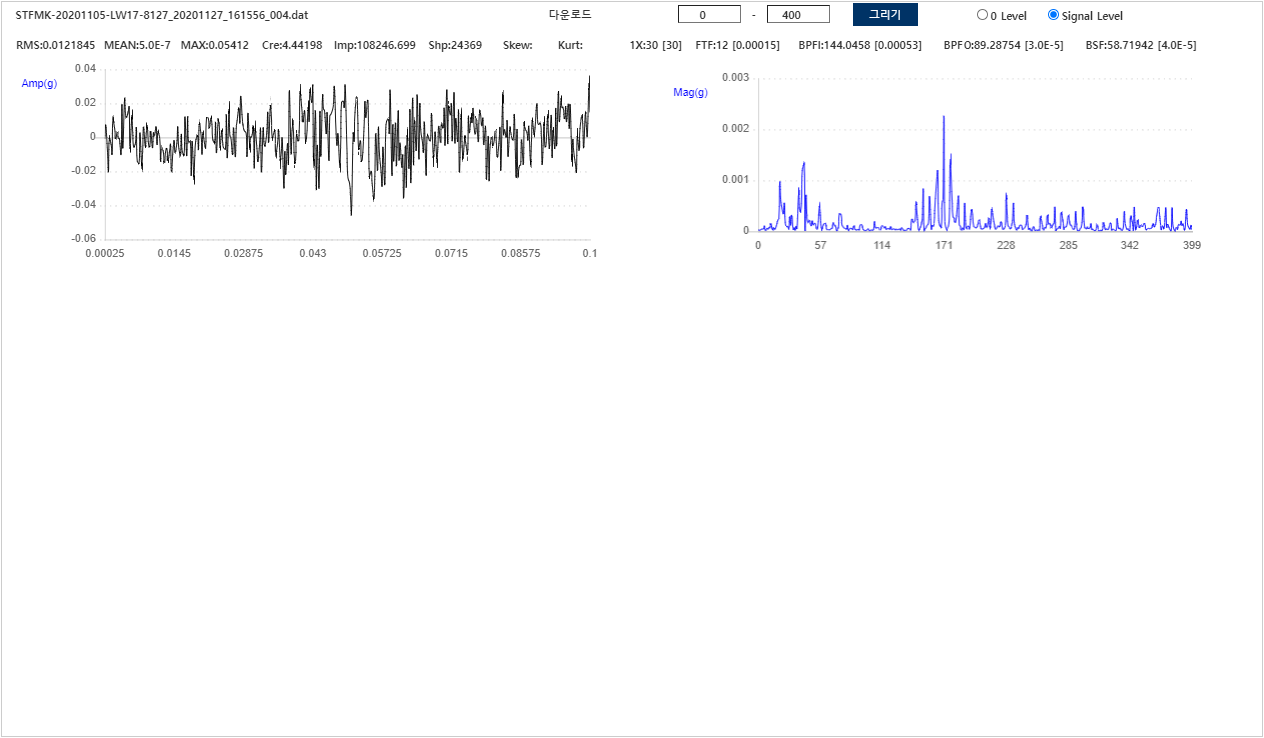 STFMK-20201105-LW17-8127_20201127_161556_004.dat 다운로드 0 - 400 그리기 0 Level Signal Level
RMS:0.0121845 MEAN:5.0E-7 MAX:0.05412 Cre:4.44198 Imp:108246.699 Shp:24369 Skew: Kurt: 1X:30 [30] FTF:12 [0.00015] BPFI:144.0458 [0.00053] BPFO:89.28754 [3.0E-5] BSF:58.71942 [4.0E-5]
Amp(g)
0.04
0.02
0
-0.02
-0.04
-0.06
0.00025 0.0145 0.02875 0.043 0.05725 0.0715 0.08575 0.1
Mag(g)
0.003
0.002
0.001
0
0 57 114 171 228 285 342 399